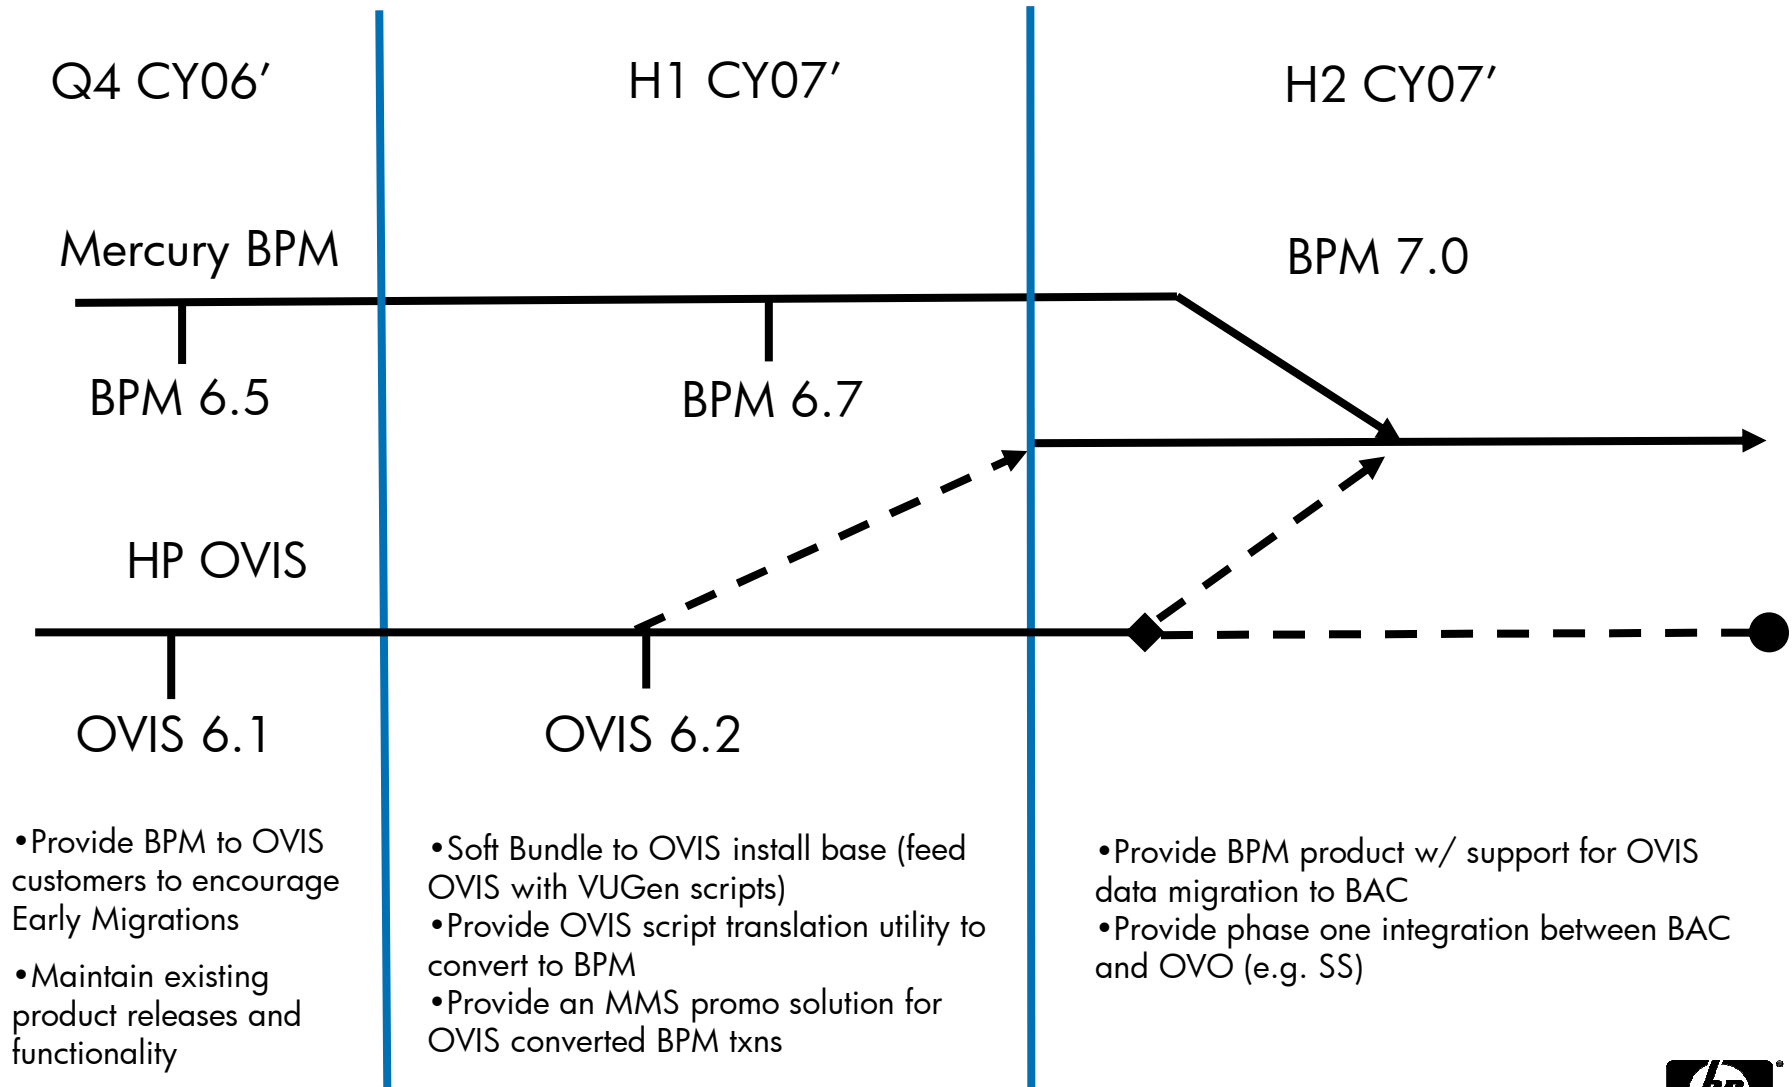 Q4 CY06’
H1 CY07’
H2 CY07’
Mercury BPM
BPM 7.0
BPM 6.5
BPM 6.7
HP OVIS
OVIS 6.1
OVIS 6.2
•Provide BPM to OVIS
customers to encourage
Early Migrations
•Maintain existing
product releases and
functionality
•Soft Bundle to OVIS install base (feed
OVIS with VUGen scripts)
•Provide OVIS script translation utility to
convert to BPM
•Provide an MMS promo solution for
OVIS converted BPM txns
•Provide BPM product w/ support for OVIS
data migration to BAC
•Provide phase one integration between BAC
and OVO (e.g. SS)
hp